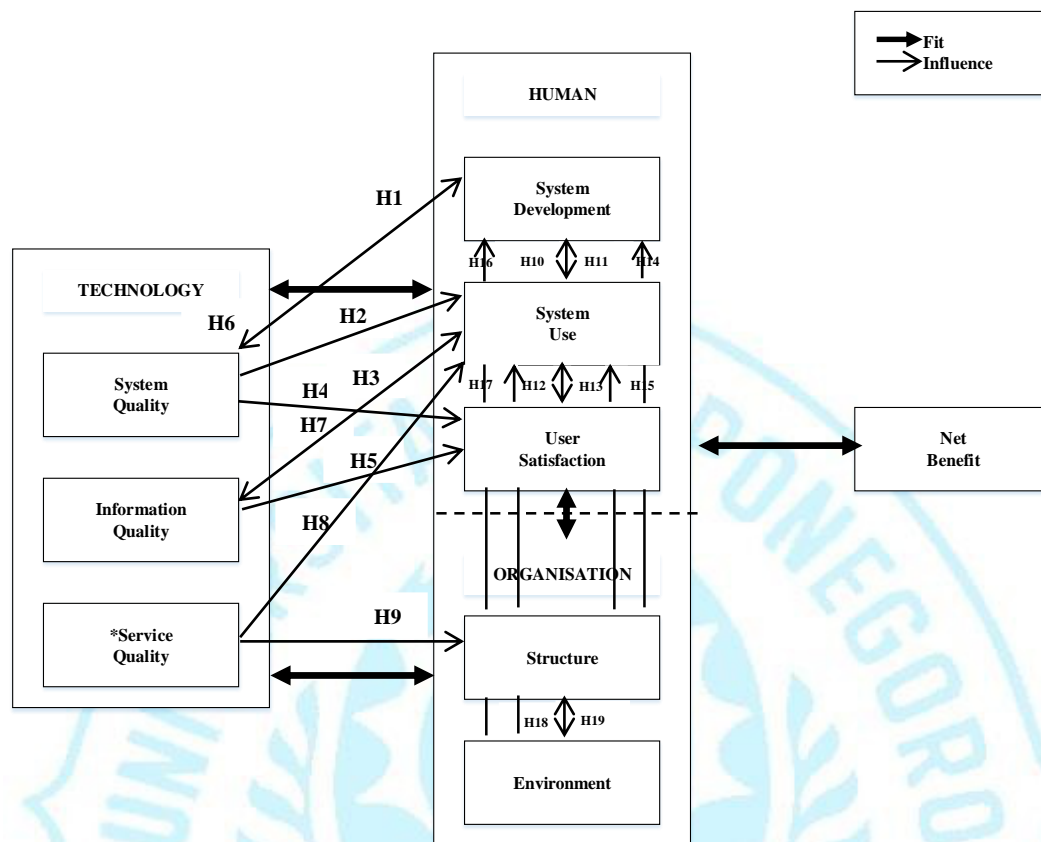 Fit
Influence
HUMAN
System
Development
H1
H16
H10
H11
H14
TECHNOLOGY
H6
H2
System
Use
System
Quality
H4
H3
H17
H12
H13
H15
H7
H5
User
Satisfaction
Net
Benefit
Information
Quality
H8
ORGANISATION
*Service
Quality
H9
Structure
H18
H19
Environment
PONEGORO
UNI